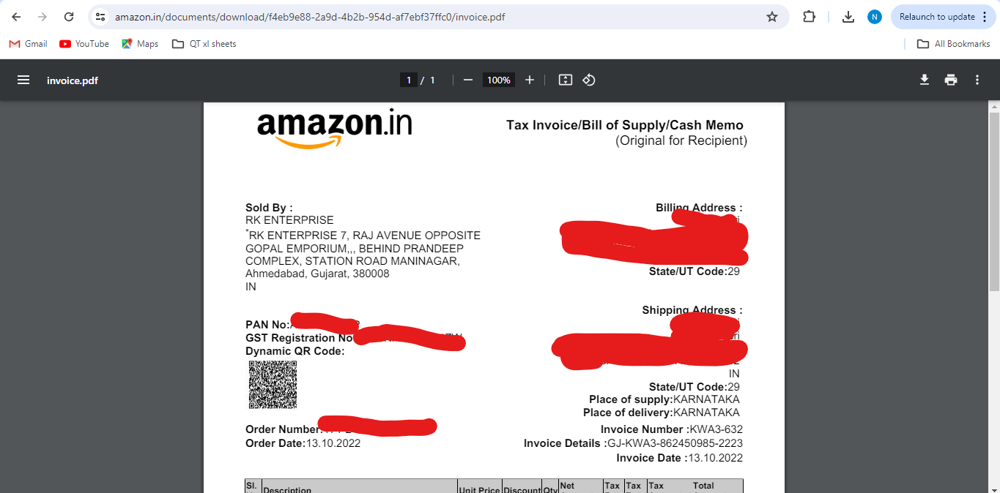 amazon.in/documents/download/f4eb9e88-2a9d-4b2b-954d-af7ebf37ffc0/invoice.pdf
N
Relaunch to update
Gmail
YouTube
Maps
QT xl sheets
All Bookmarks
invoice.pdf
1 / 1
100%
amazon.in
Tax Invoice/Bill of Supply/Cash Memo
(Original for Recipient)
Sold By :
RK ENTERPRISE
*RK ENTERPRISE 7, RAJ AVENUE OPPOSITE
GOPAL EMPORIUM,,, BEHIND PRANDEEP
COMPLEX, STATION ROAD MANINAGAR,
Ahmedabad, Gujarat, 380008
IN
Billing Address :
State/UT Code:29
PAN No:
GST Registration No
Dynamic QR Code:
Shipping Address :
IN
State/UT Code:29
Place of supply:KARNATAKA
Place of delivery:KARNATAKA
Order Number:
Order Date:13.10.2022
Invoice Number :KWA3-632
Invoice Details :GJ-KWA3-862450985-2223
Invoice Date :13.10.2022
Sl.
Description
Unit Price
Discount
Qty
Net
Tax
Tax
Tax
Total